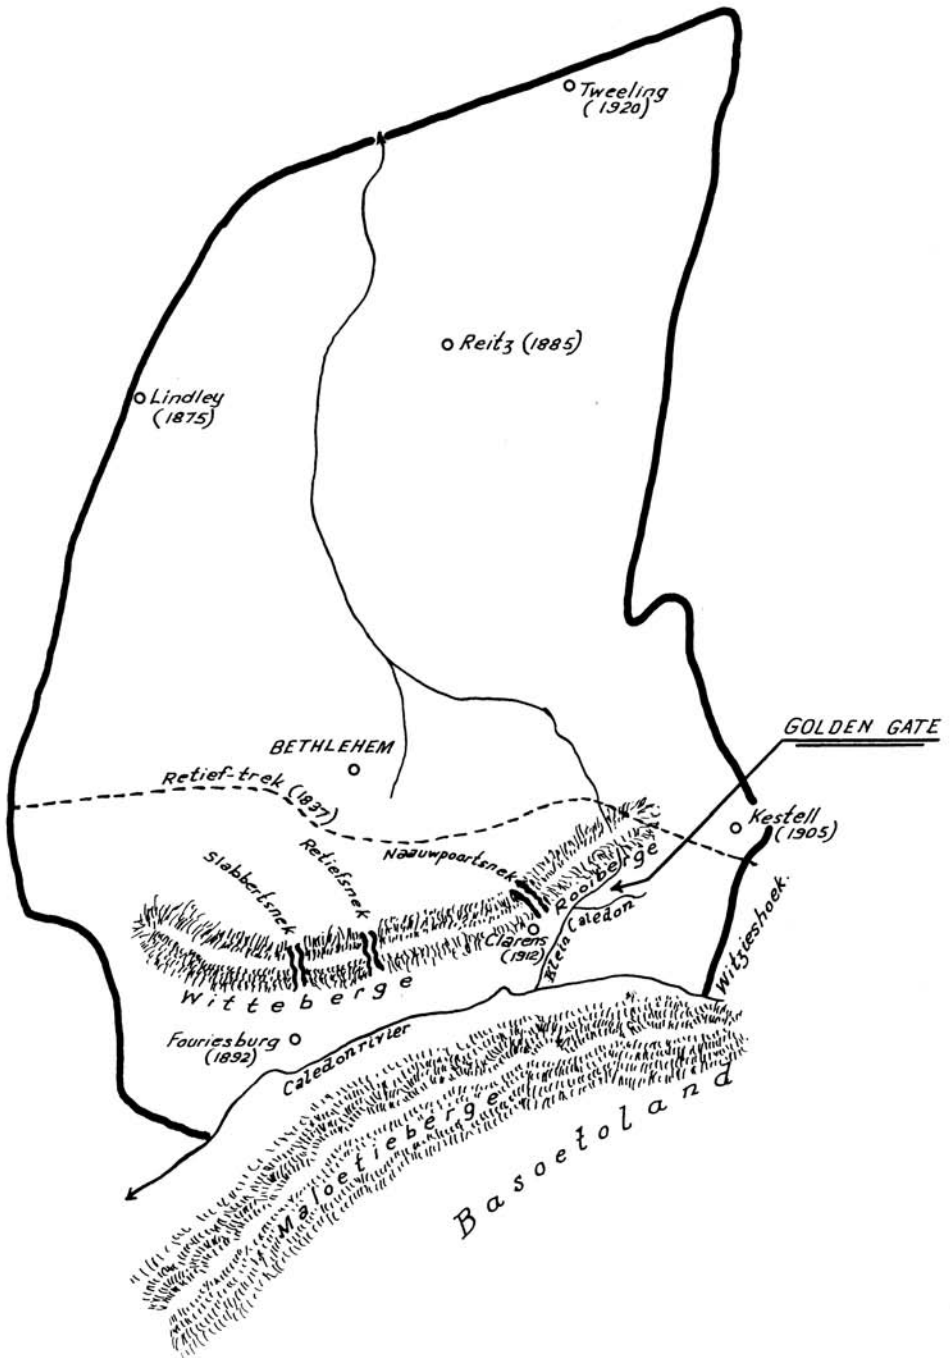 Tweeling
(1920)
Reitz (1885)
Lindley
(1875)
GOLDEN GATE
BETHLEHEM
Retief-trek (1837)
Kestell
(1905)
Naauwpoortsnek
Retiefsnek
Slabbertsnek
Rooiberge
Clarens
(1912)
Klein Caledon
Witzieshoek.
Witteberge
Fouriesburg
(1892)
Caledonrivier
Maloetieberge
Basoetoland